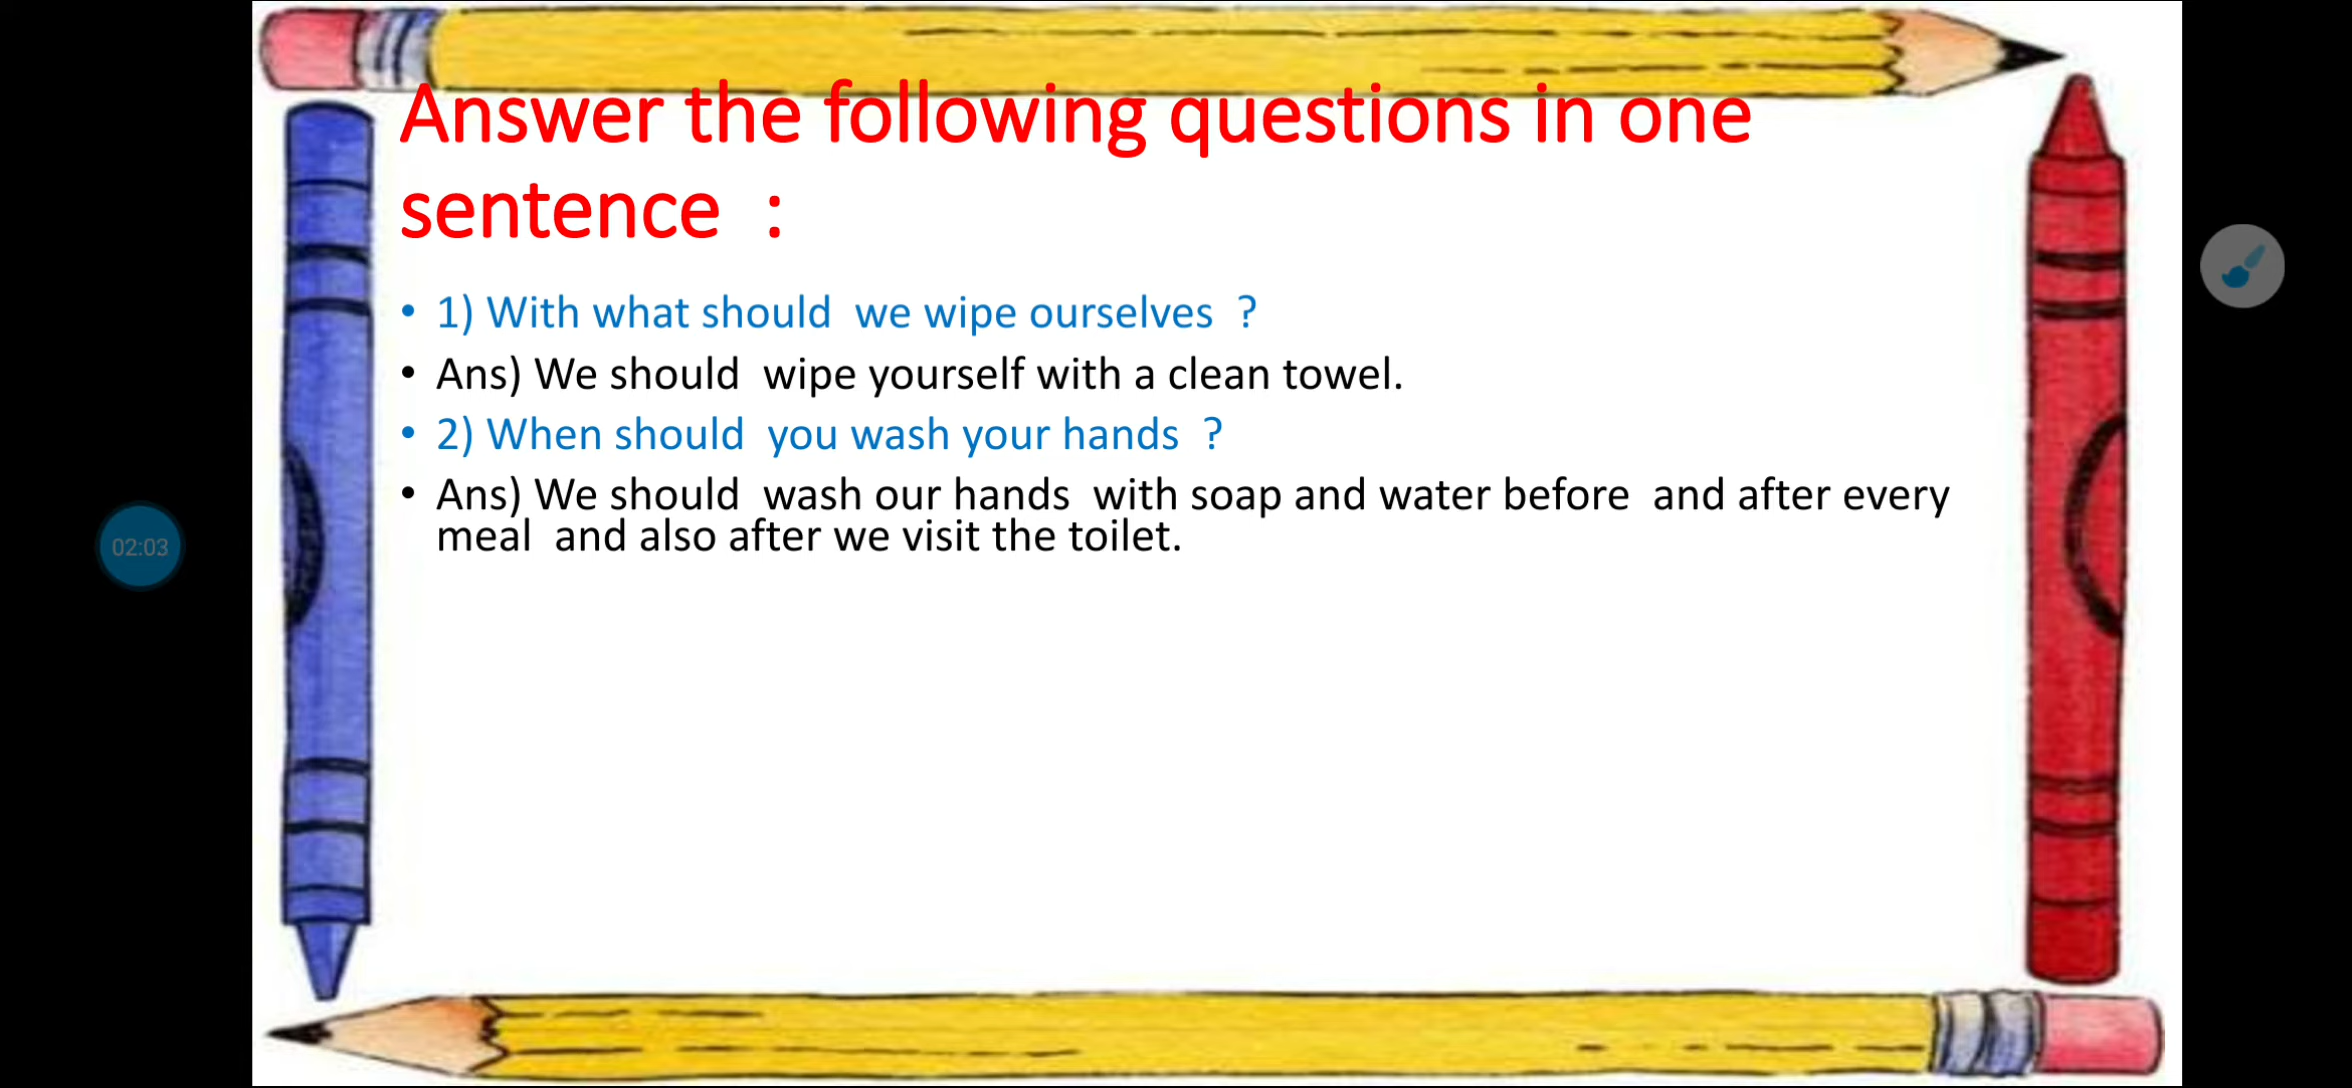 Answer the following questions in one
sentence :
• 1) With what should we wipe ourselves ?
• Ans) We should wipe yourself with a clean towel.
• 2) When should you wash your hands ?
• Ans) We should wash our hands with soap and water before and after every
meal and also after we visit the toilet.
02:03